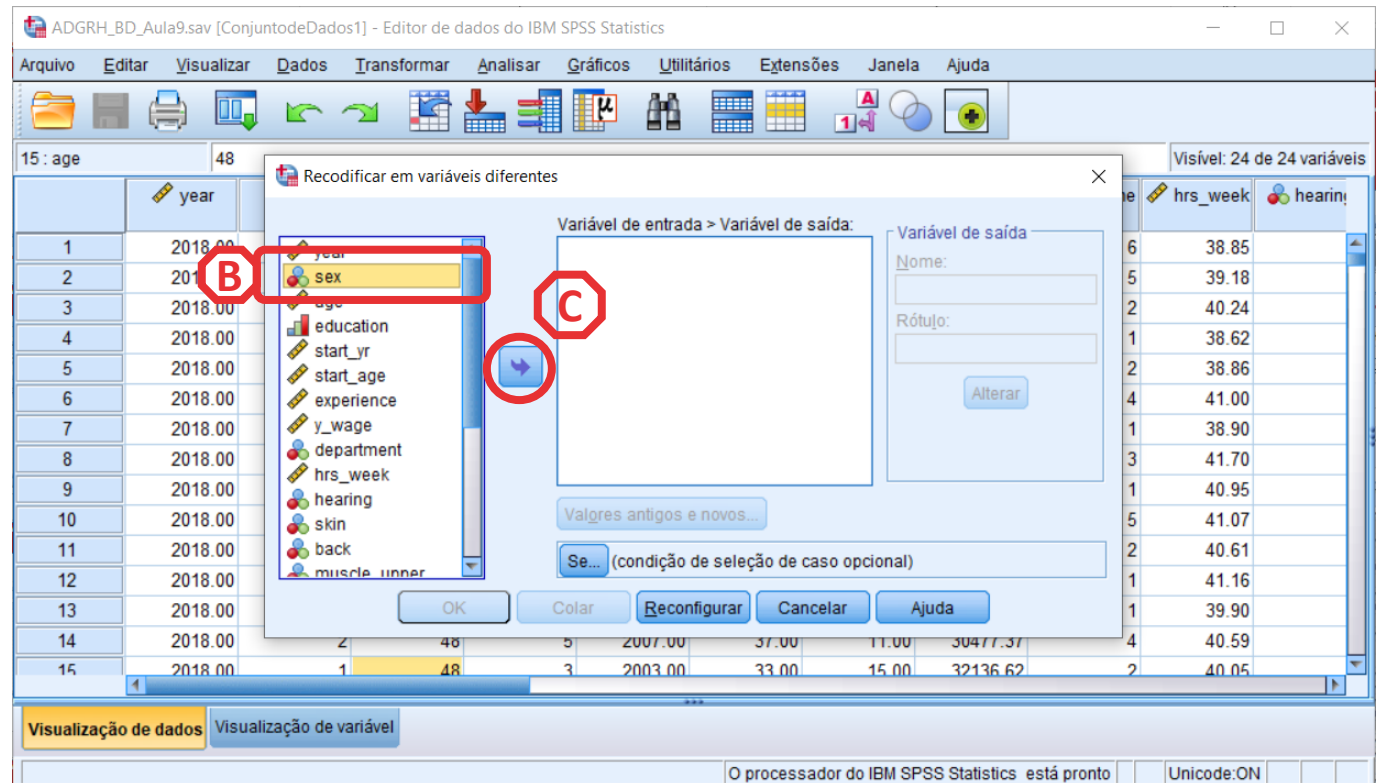 ADGRH_BD_Aula9.sav [ConjuntodeDados1] - Editor de dados do IBM SPSS Statistics
Arquivo Editar Visualizar Dados Transformar Analisar Gráficos Utilitários Extensões Janela Ajuda
15 : age 48 Visível: 24 de 24 variáveis
Recodificar em variáveis diferentes
year hrs_week
Variável de entrada > Variável de saída:
Variável de saída
Nome:
Rótulo:
Alterar
B
C
year
sex
age
education
start_yr
start_age
experience
y_wage
department
hrs_week
hearing
skin
back
Valores antigos e novos...
Se... (condição de seleção de caso opcional)
OK Colar Reconfigurar Cancelar Ajuda
1 2018.00 6 38.85
2 201 5 39.18
3 2018.00 2 40.24
4 2018.00 1 38.62
5 2018.00 2 38.86
6 2018.00 4 41.00
7 2018.00 1 38.90
8 2018.00 3 41.70
9 2018.00 1 40.95
10 2018.00 5 41.07
11 2018.00 2 40.61
12 2018.00 1 41.16
13 2018.00 1 39.90
14 2018.00 2 48 5 2007.00 37.00 11.00 30477.37 4 40.59
15 2018.00 1 48 3 2003.00 33.00 15.00 32136.62 2 40.05
Visualização de dados Visualização de variável
O processador do IBM SPSS Statistics está pronto Unicode:ON